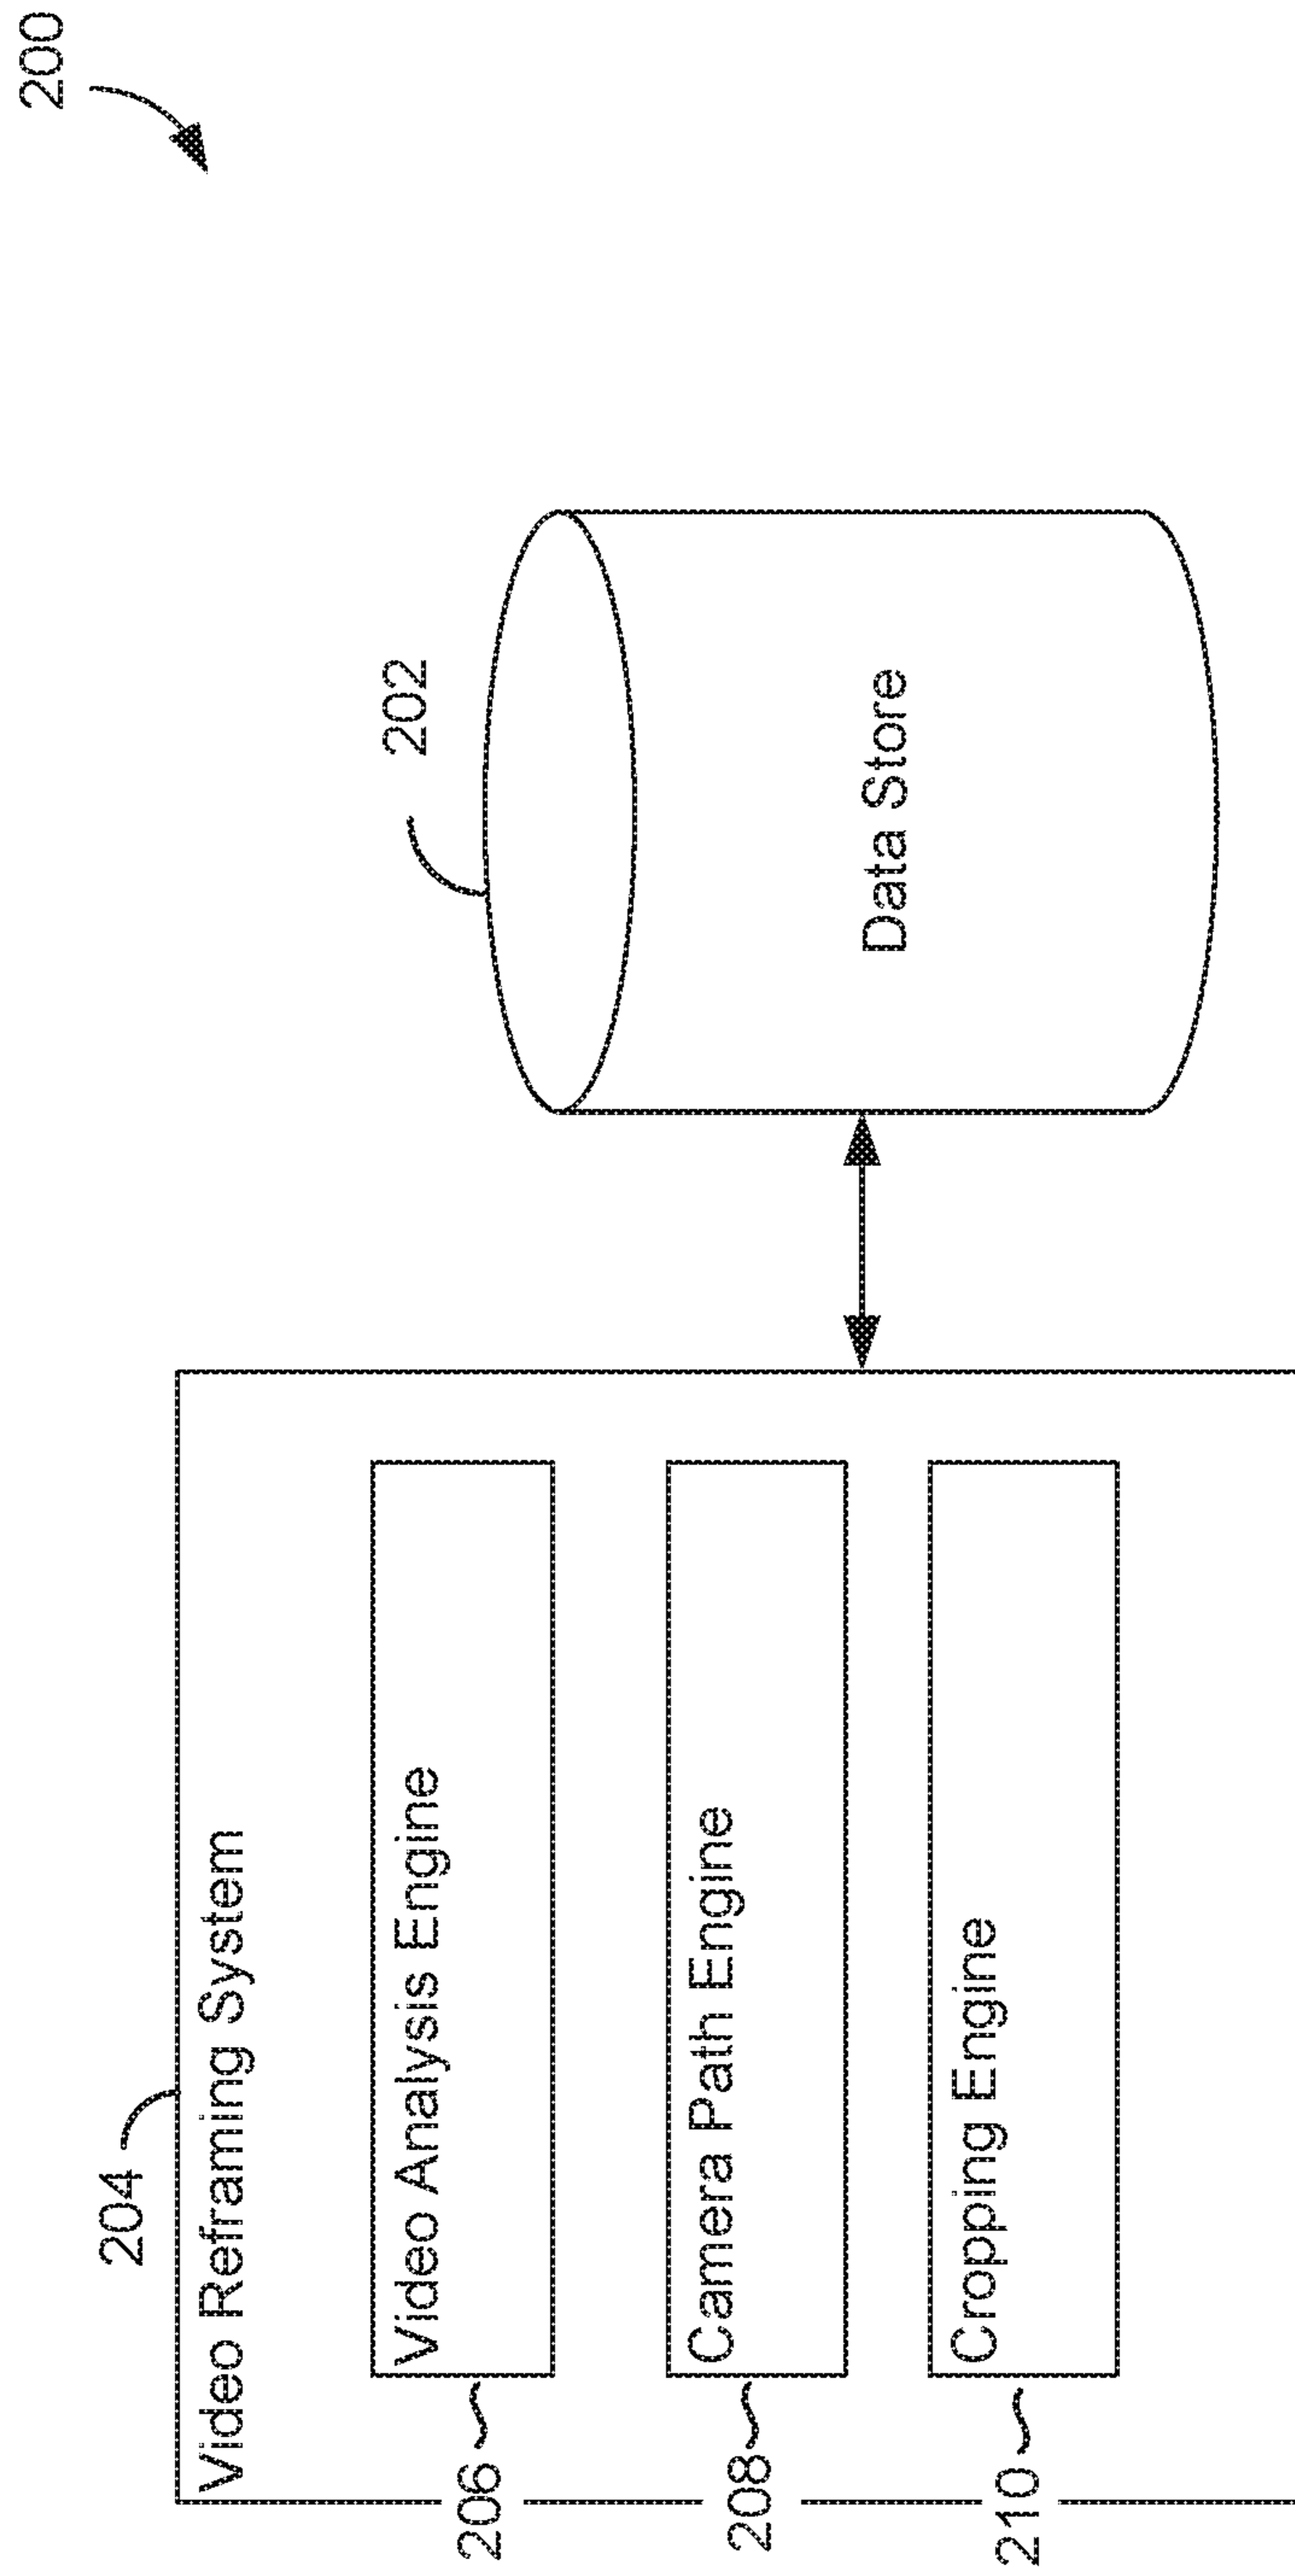 200
204
Video Reframing System
202
206
Video Analysis Engine
208
Camera Path Engine
Data Store
210
Cropping Engine